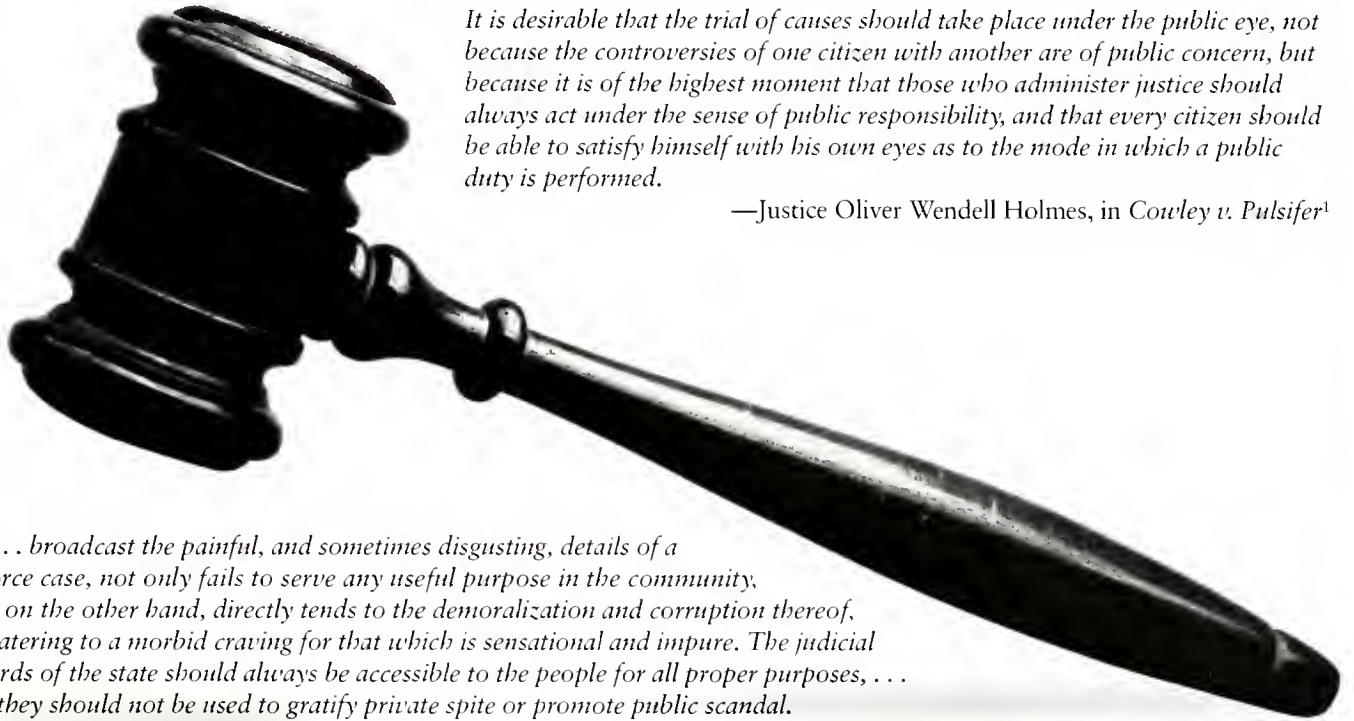 It is desirable that the trial of causes should take place under the public eye, not
because the controversies of one citizen with another are of public concern, but
because it is of the highest moment that those who administer justice should
always act under the sense of public responsibility, and that every citizen should
be able to satisfy himself with his own eyes as to the mode in which a public
duty is performed.
—Justice Oliver Wendell Holmes, in Cowley v. Pulsifer¹
. . . broadcast the painful, and sometimes disgusting, details of a
rce case, not only fails to serve any useful purpose in the community,
on the other hand, directly tends to the demoralization and corruption thereof,
atering to a morbid craving for that which is sensational and impure. The judicial
rds of the state should always be accessible to the people for all proper purposes, . . .
they should not be used to gratify private spite or promote public scandal.